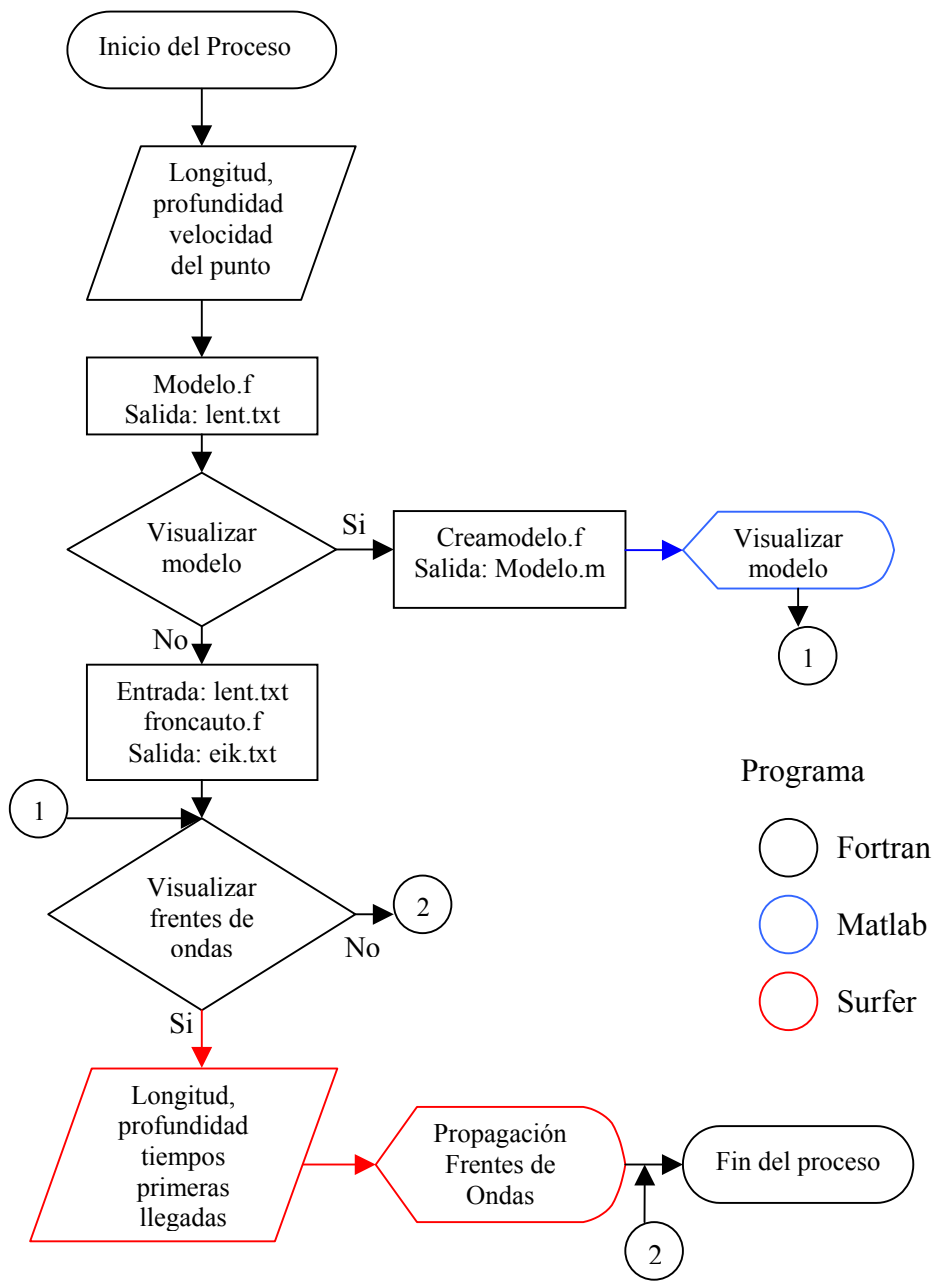 Inicio del Proceso
Longitud,
profundidad
velocidad
del punto
Modelo.f
Salida: lent.txt
Visualizar
modelo
Si
Creamodelo.f
Salida: Modelo.m
Visualizar
modelo
1
No
Entrada: lent.txt
froncauto.f
Salida: eik.txt
1
Visualizar
frentes de
ondas
No
2
Programa
Fortran
Matlab
Surfer
Si
Longitud,
profundidad
tiempos
primeras
llegadas
Propagación
Frentes de
Ondas
Fin del proceso
2